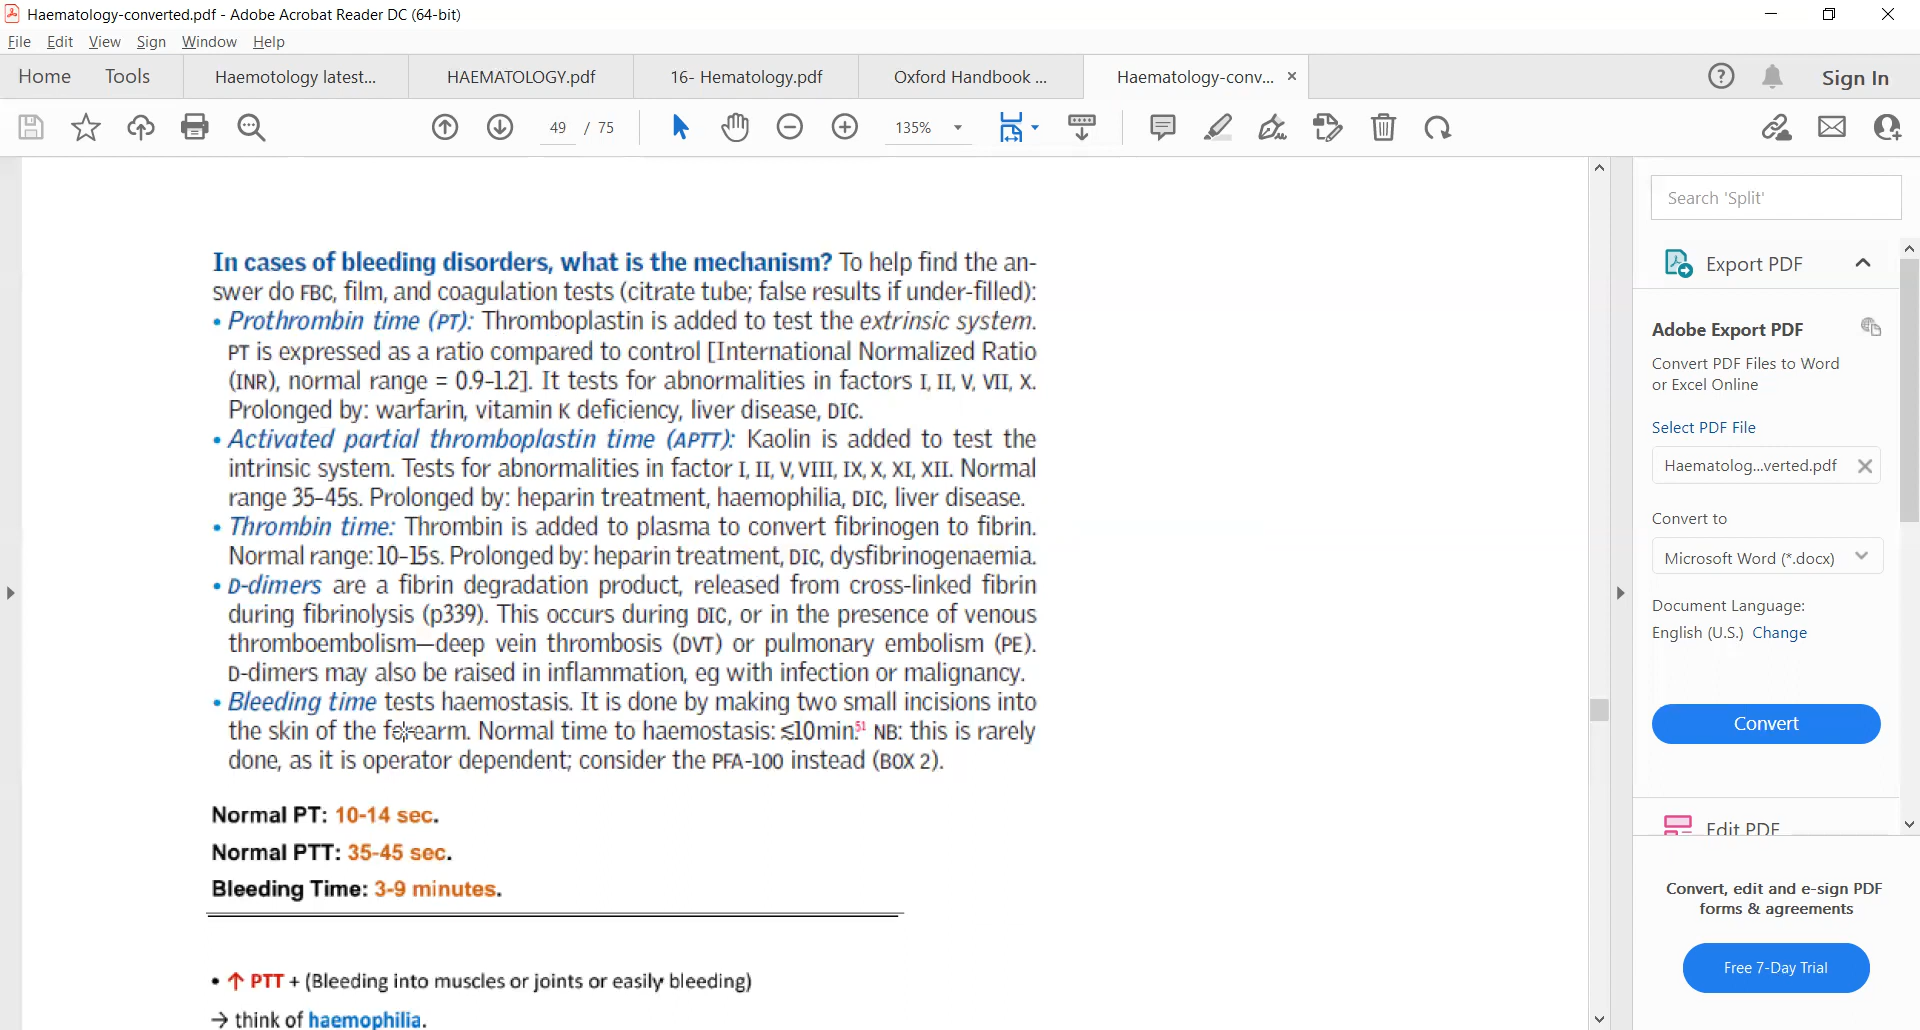 Haematology-converted.pdf - Adobe Acrobat Reader DC (64-bit)
File Edit View Sign Window Help
Home Tools Haemotology latest... HAEMATOLOGY.pdf 16- Hematology.pdf Oxford Handbook ... Haematology-conv... × Sign In
49 / 75 135%
Search 'Split'
Export PDF
Adobe Export PDF
Convert PDF Files to Word
or Excel Online
Select PDF File
Haematolog...verted.pdf
Convert to
Microsoft Word (*.docx)
Document Language:
English (U.S.) Change
Convert
Edit PDF
Convert, edit and e-sign PDF
forms & agreements
Free 7-Day Trial
In cases of bleeding disorders, what is the mechanism? To help find the an-
swer do FBC, film, and coagulation tests (citrate tube; false results if under-filled):
• Prothrombin time (PT): Thromboplastin is added to test the extrinsic system.
PT is expressed as a ratio compared to control [International Normalized Ratio
(INR), normal range = 0.9–1.2]. It tests for abnormalities in factors I, II, V, VII, X.
Prolonged by: warfarin, vitamin K deficiency, liver disease, DIC.
• Activated partial thromboplastin time (APTT): Kaolin is added to test the
intrinsic system. Tests for abnormalities in factor I, II, V, VIII, IX, X, XI, XII. Normal
range 35–45s. Prolonged by: heparin treatment, haemophilia, DIC, liver disease.
• Thrombin time: Thrombin is added to plasma to convert fibrinogen to fibrin.
Normal range: 10–15s. Prolonged by: heparin treatment, DIC, dysfibrinogenaemia.
• D-dimers are a fibrin degradation product, released from cross-linked fibrin
during fibrinolysis (p339). This occurs during DIC, or in the presence of venous
thromboembolism—deep vein thrombosis (DVT) or pulmonary embolism (PE).
D-dimers may also be raised in inflammation, eg with infection or malignancy.
• Bleeding time tests haemostasis. It is done by making two small incisions into
the skin of the forearm. Normal time to haemostasis: ≤10min.51 NB: this is rarely
done, as it is operator dependent; consider the PFA-100 instead (BOX 2).
Normal PT: 10-14 sec.
Normal PTT: 35-45 sec.
Bleeding Time: 3-9 minutes.
• ↑ PTT + (Bleeding into muscles or joints or easily bleeding)
→ think of haemophilia.